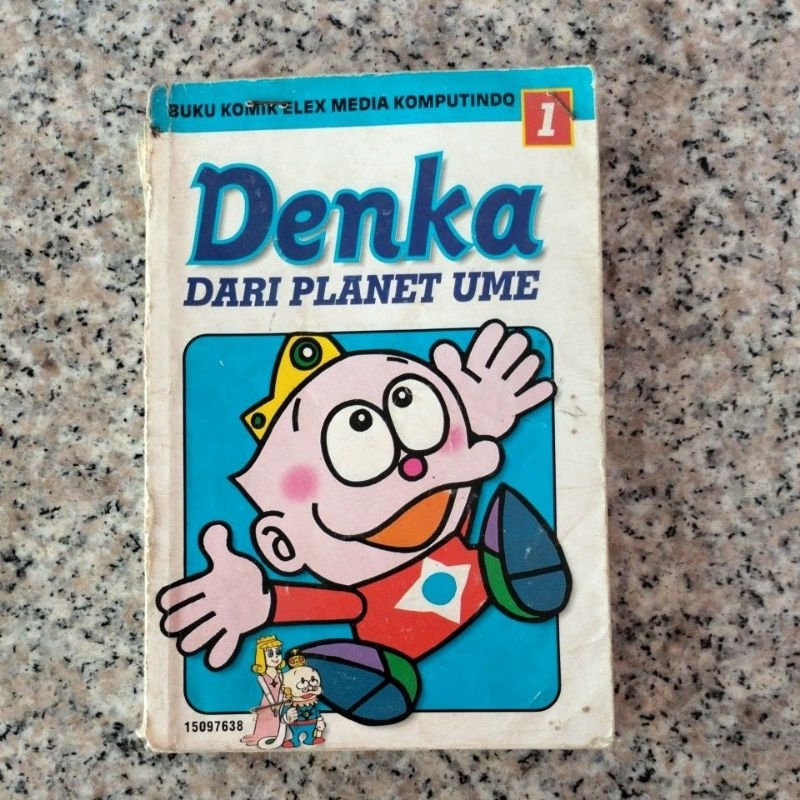 BUKU KOMIK ELEX MEDIA KOMPUTINDO
1
Denka
DARI PLANET UME
15097638